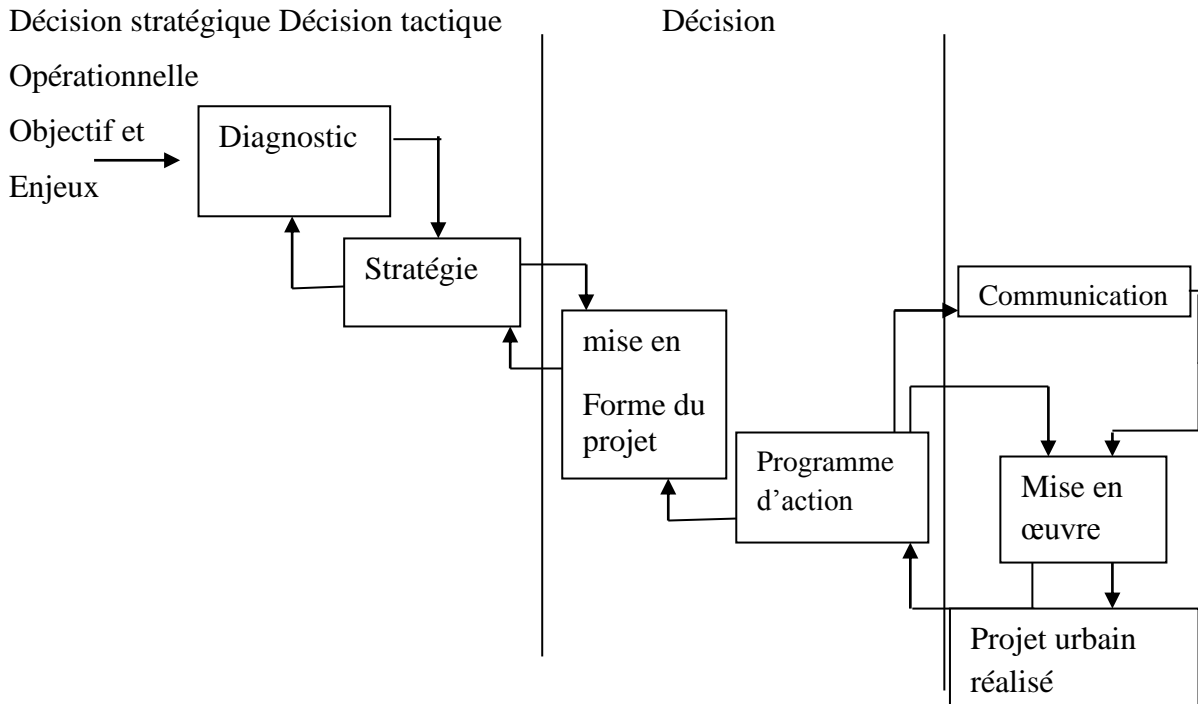 Décision stratégique Décision tactique Décision
Opérationnelle
Objectif et
Enjeux
Diagnostic
Stratégie
mise en
Forme du
projet
Programme
d’action
Communication
Mise en
œuvre
Projet urbain
réalisé